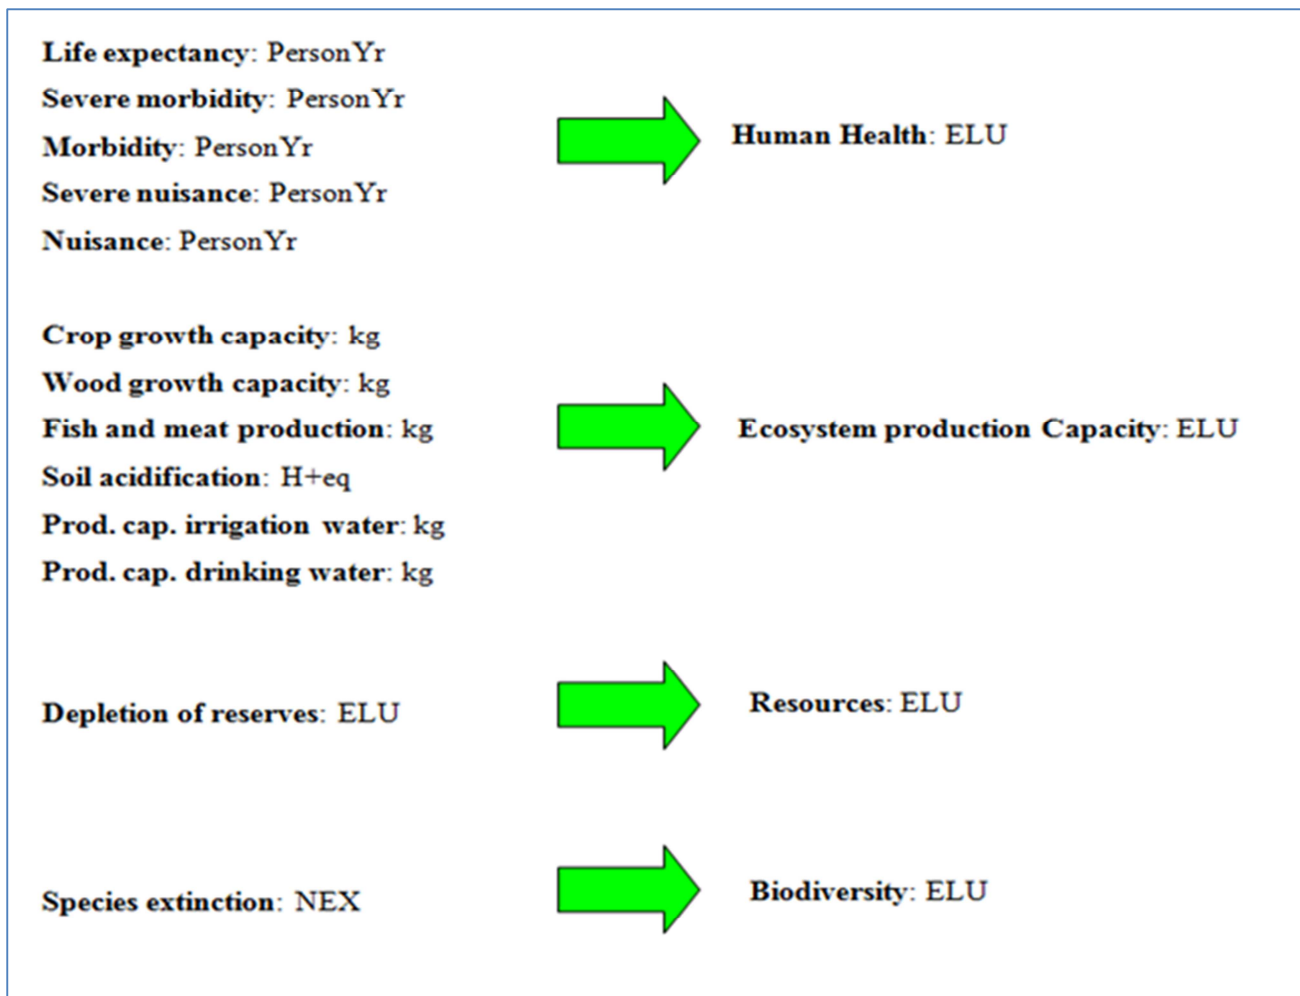 Life expectancy: PersonYr
Severe morbidity: PersonYr
Morbidity: PersonYr
Severe nuisance: PersonYr
Nuisance: PersonYr
Human Health: ELU
Crop growth capacity: kg
Wood growth capacity: kg
Fish and meat production: kg
Soil acidification: H+eq
Prod. cap. irrigation water: kg
Prod. cap. drinking water: kg
Ecosystem production Capacity: ELU
Depletion of reserves: ELU
Resources: ELU
Species extinction: NEX
Biodiversity: ELU